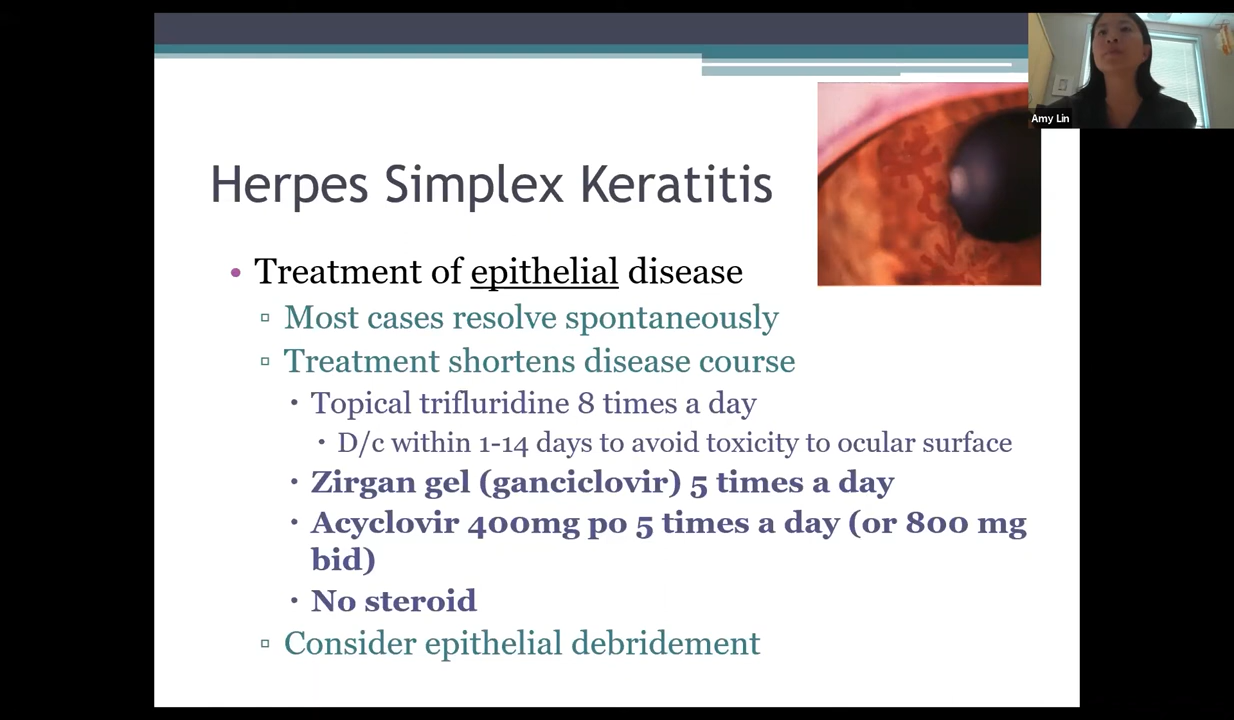 Amy Lin
Herpes Simplex Keratitis
• Treatment of epithelial disease
▫ Most cases resolve spontaneously
▫ Treatment shortens disease course
• Topical trifluridine 8 times a day
• D/c within 1-14 days to avoid toxicity to ocular surface
• Zirgan gel (ganciclovir) 5 times a day
• Acyclovir 400mg po 5 times a day (or 800 mg
bid)
• No steroid
▫ Consider epithelial debridement